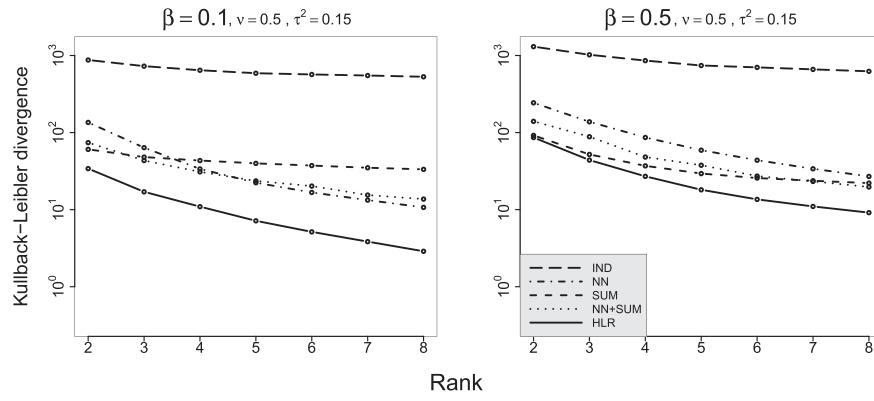 β = 0.1, ν = 0.5 , τ² = 0.15
β = 0.5, ν = 0.5 , τ² = 0.15
Kullback−Leibler divergence
10³
10²
10¹
10⁰
2 3 4 5 6 7 8
10³
10²
10¹
10⁰
IND
NN
SUM
NN+SUM
HLR
2 3 4 5 6 7 8
Rank